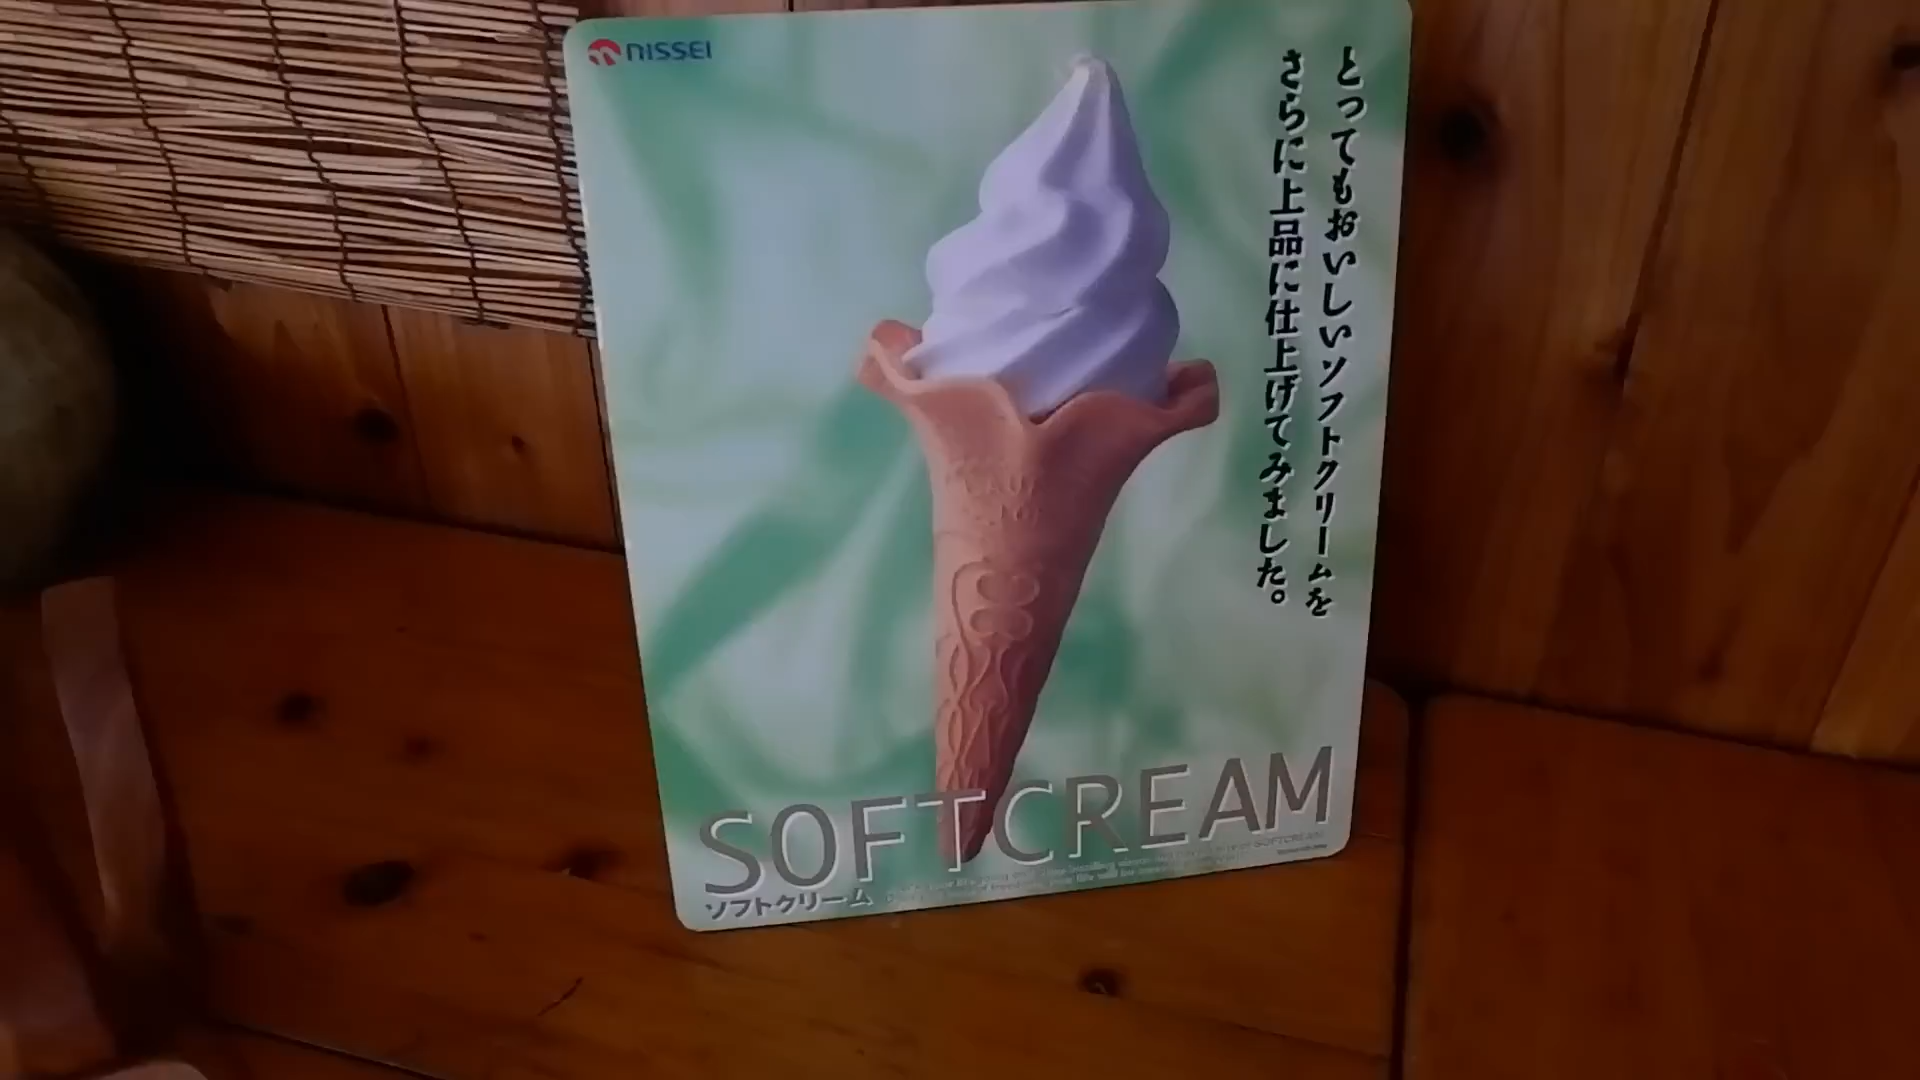 NISSEI
とってもおいしいソフトクリームを
さらに上品に仕上げてみました。
SOFTCREAM
ソフトクリーム